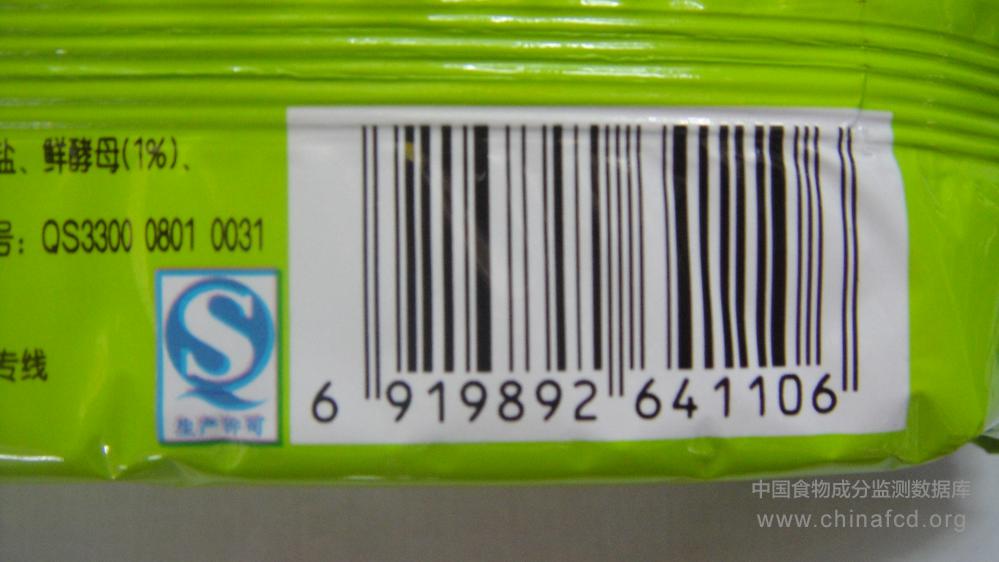 盐、鲜酵母(1%)、
号：QS3300 0801 0031
专线
生产许可
6 919892 641106
中国食物成分监测数据库
www.chinafcd.org